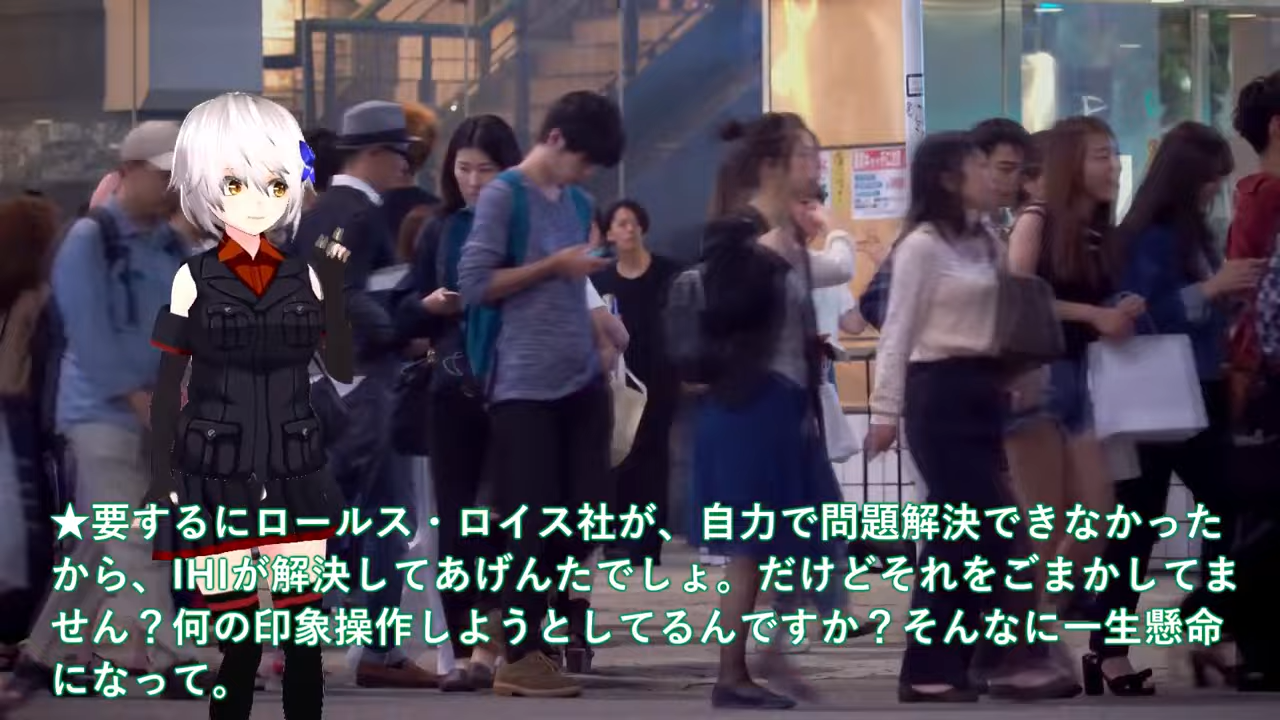 ★要するにロールス・ロイス社が、自力で問題解決できなかった
から、IHIが解決してあげんたでしょ。だけどそれをごまかしてま
せん？何の印象操作しようとしてるんですか？そんなに一生懸命
になって。